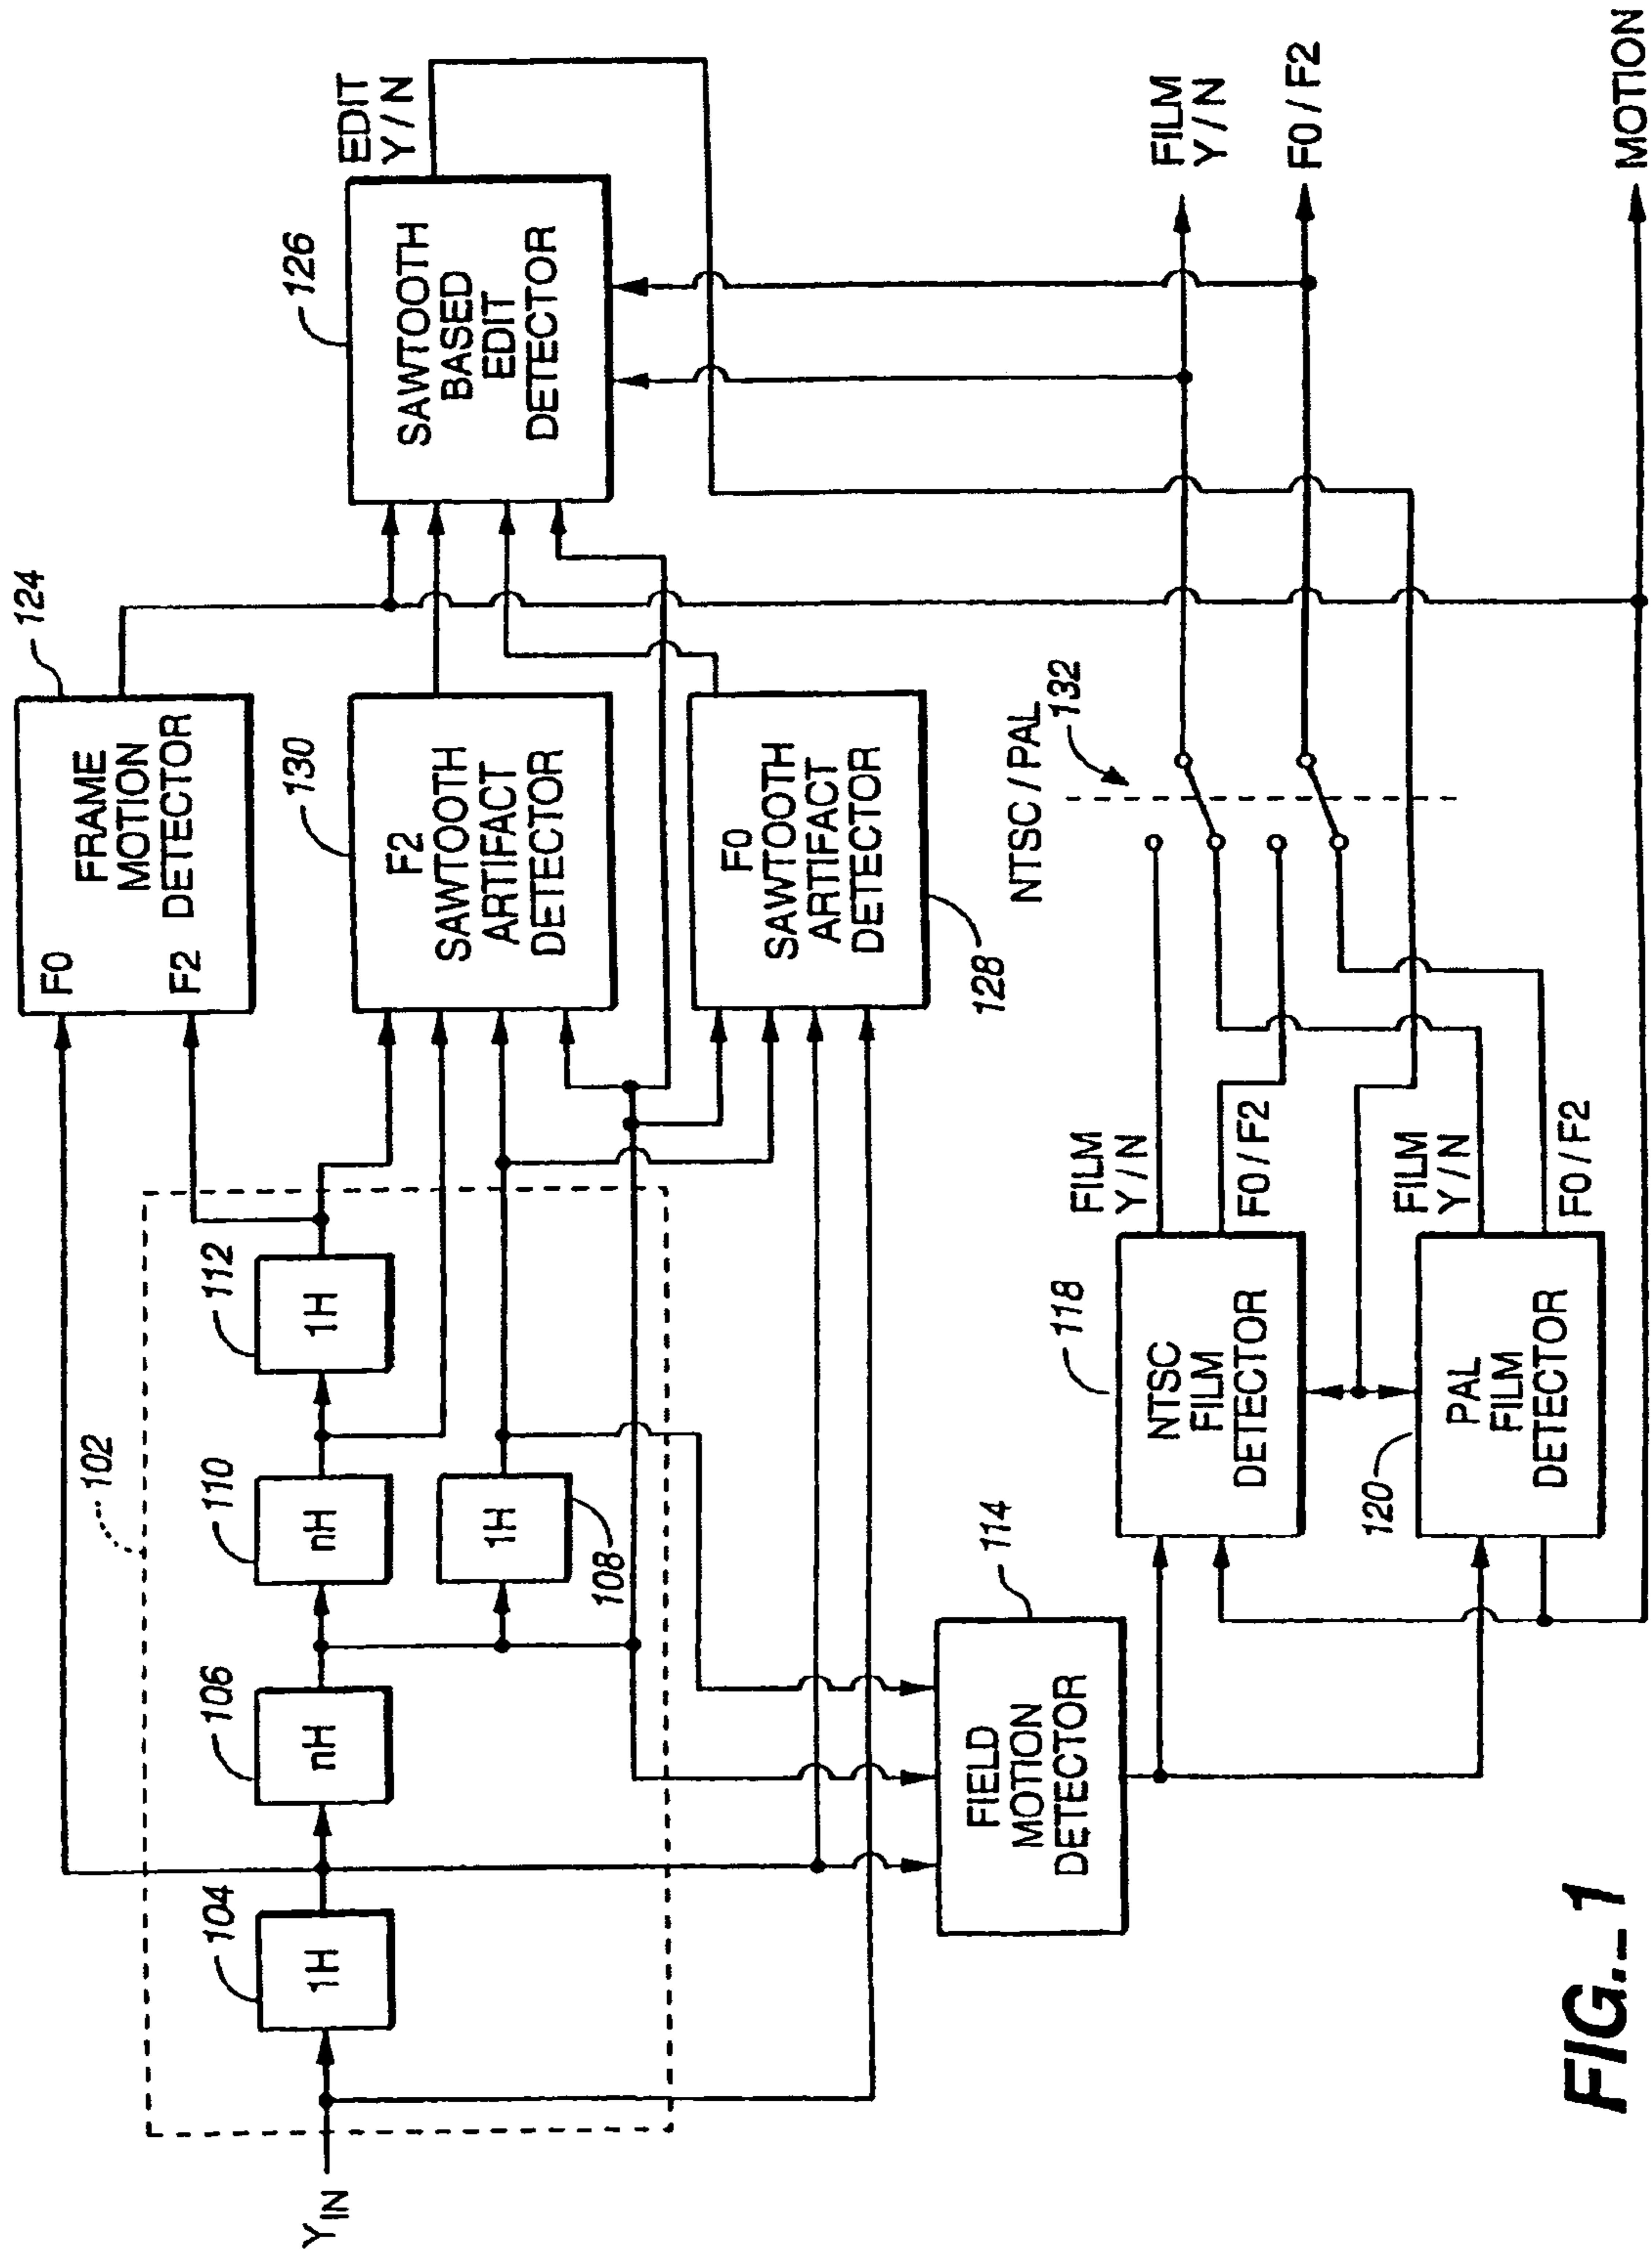 124
FRAME
MOTION
DETECTOR
F0
F2
126
SAWTOOTH
BASED
EDIT
DETECTOR
EDIT
Y / N
130
F2
SAWTOOTH
ARTIFACT
DETECTOR
F0
SAWTOOTH
ARTIFACT
DETECTOR
128
102
YIN
104
1H
106
nH
110
nH
112
1H
1H
108
114
FIELD
MOTION
DETECTOR
118
NTSC
FILM
DETECTOR
FILM
Y / N
F0 / F2
120
PAL
FILM
DETECTOR
FILM
Y / N
F0 / F2
NTSC / PAL
132
FILM
Y / N
F0 / F2
MOTION
FIG._1